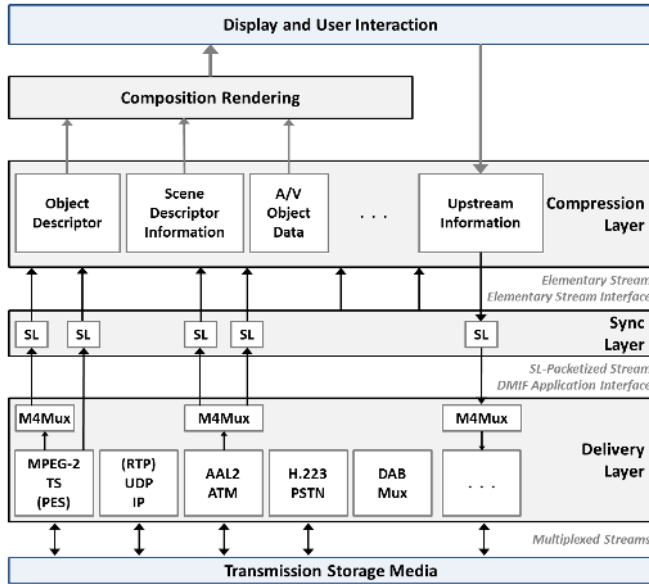 Display and User Interaction
Composition Rendering
Object
Descriptor
Scene
Descriptor
Information
A/V
Object
Data
. . .
Upstream
Information
Compression
Layer
Elementary Stream
Elementary Stream Interface
SL
SL
SL
SL
SL
Sync
Layer
SL-Packetized Stream
DMIF Application Interface
M4Mux
M4Mux
M4Mux
MPEG-2
TS
(PES)
(RTP)
UDP
IP
AAL2
ATM
H.223
PSTN
DAB
Mux
. . .
Delivery
Layer
Multiplexed Streams
Transmission Storage Media